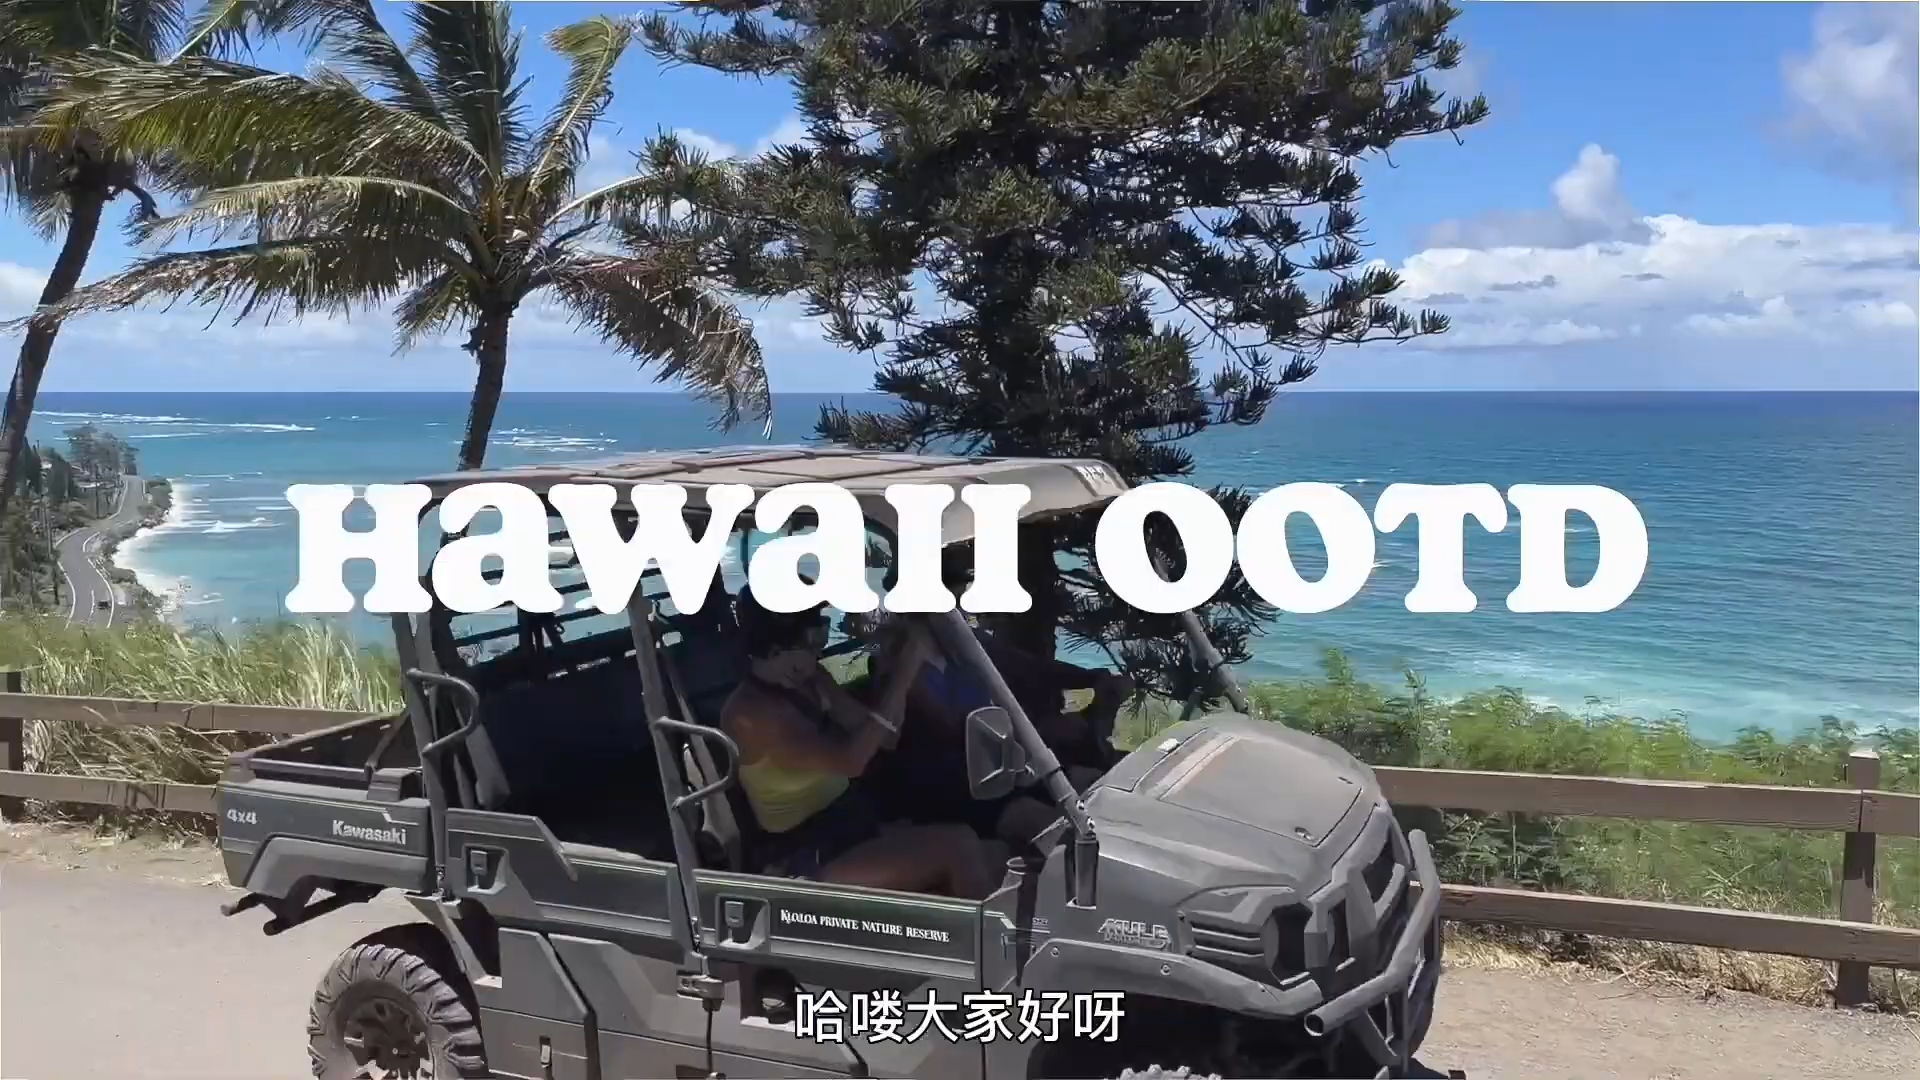 HawaII OOTD
4x4
Kawasaki
KUALOA PRIVATE NATURE RESERVE
MULE
哈喽大家好呀